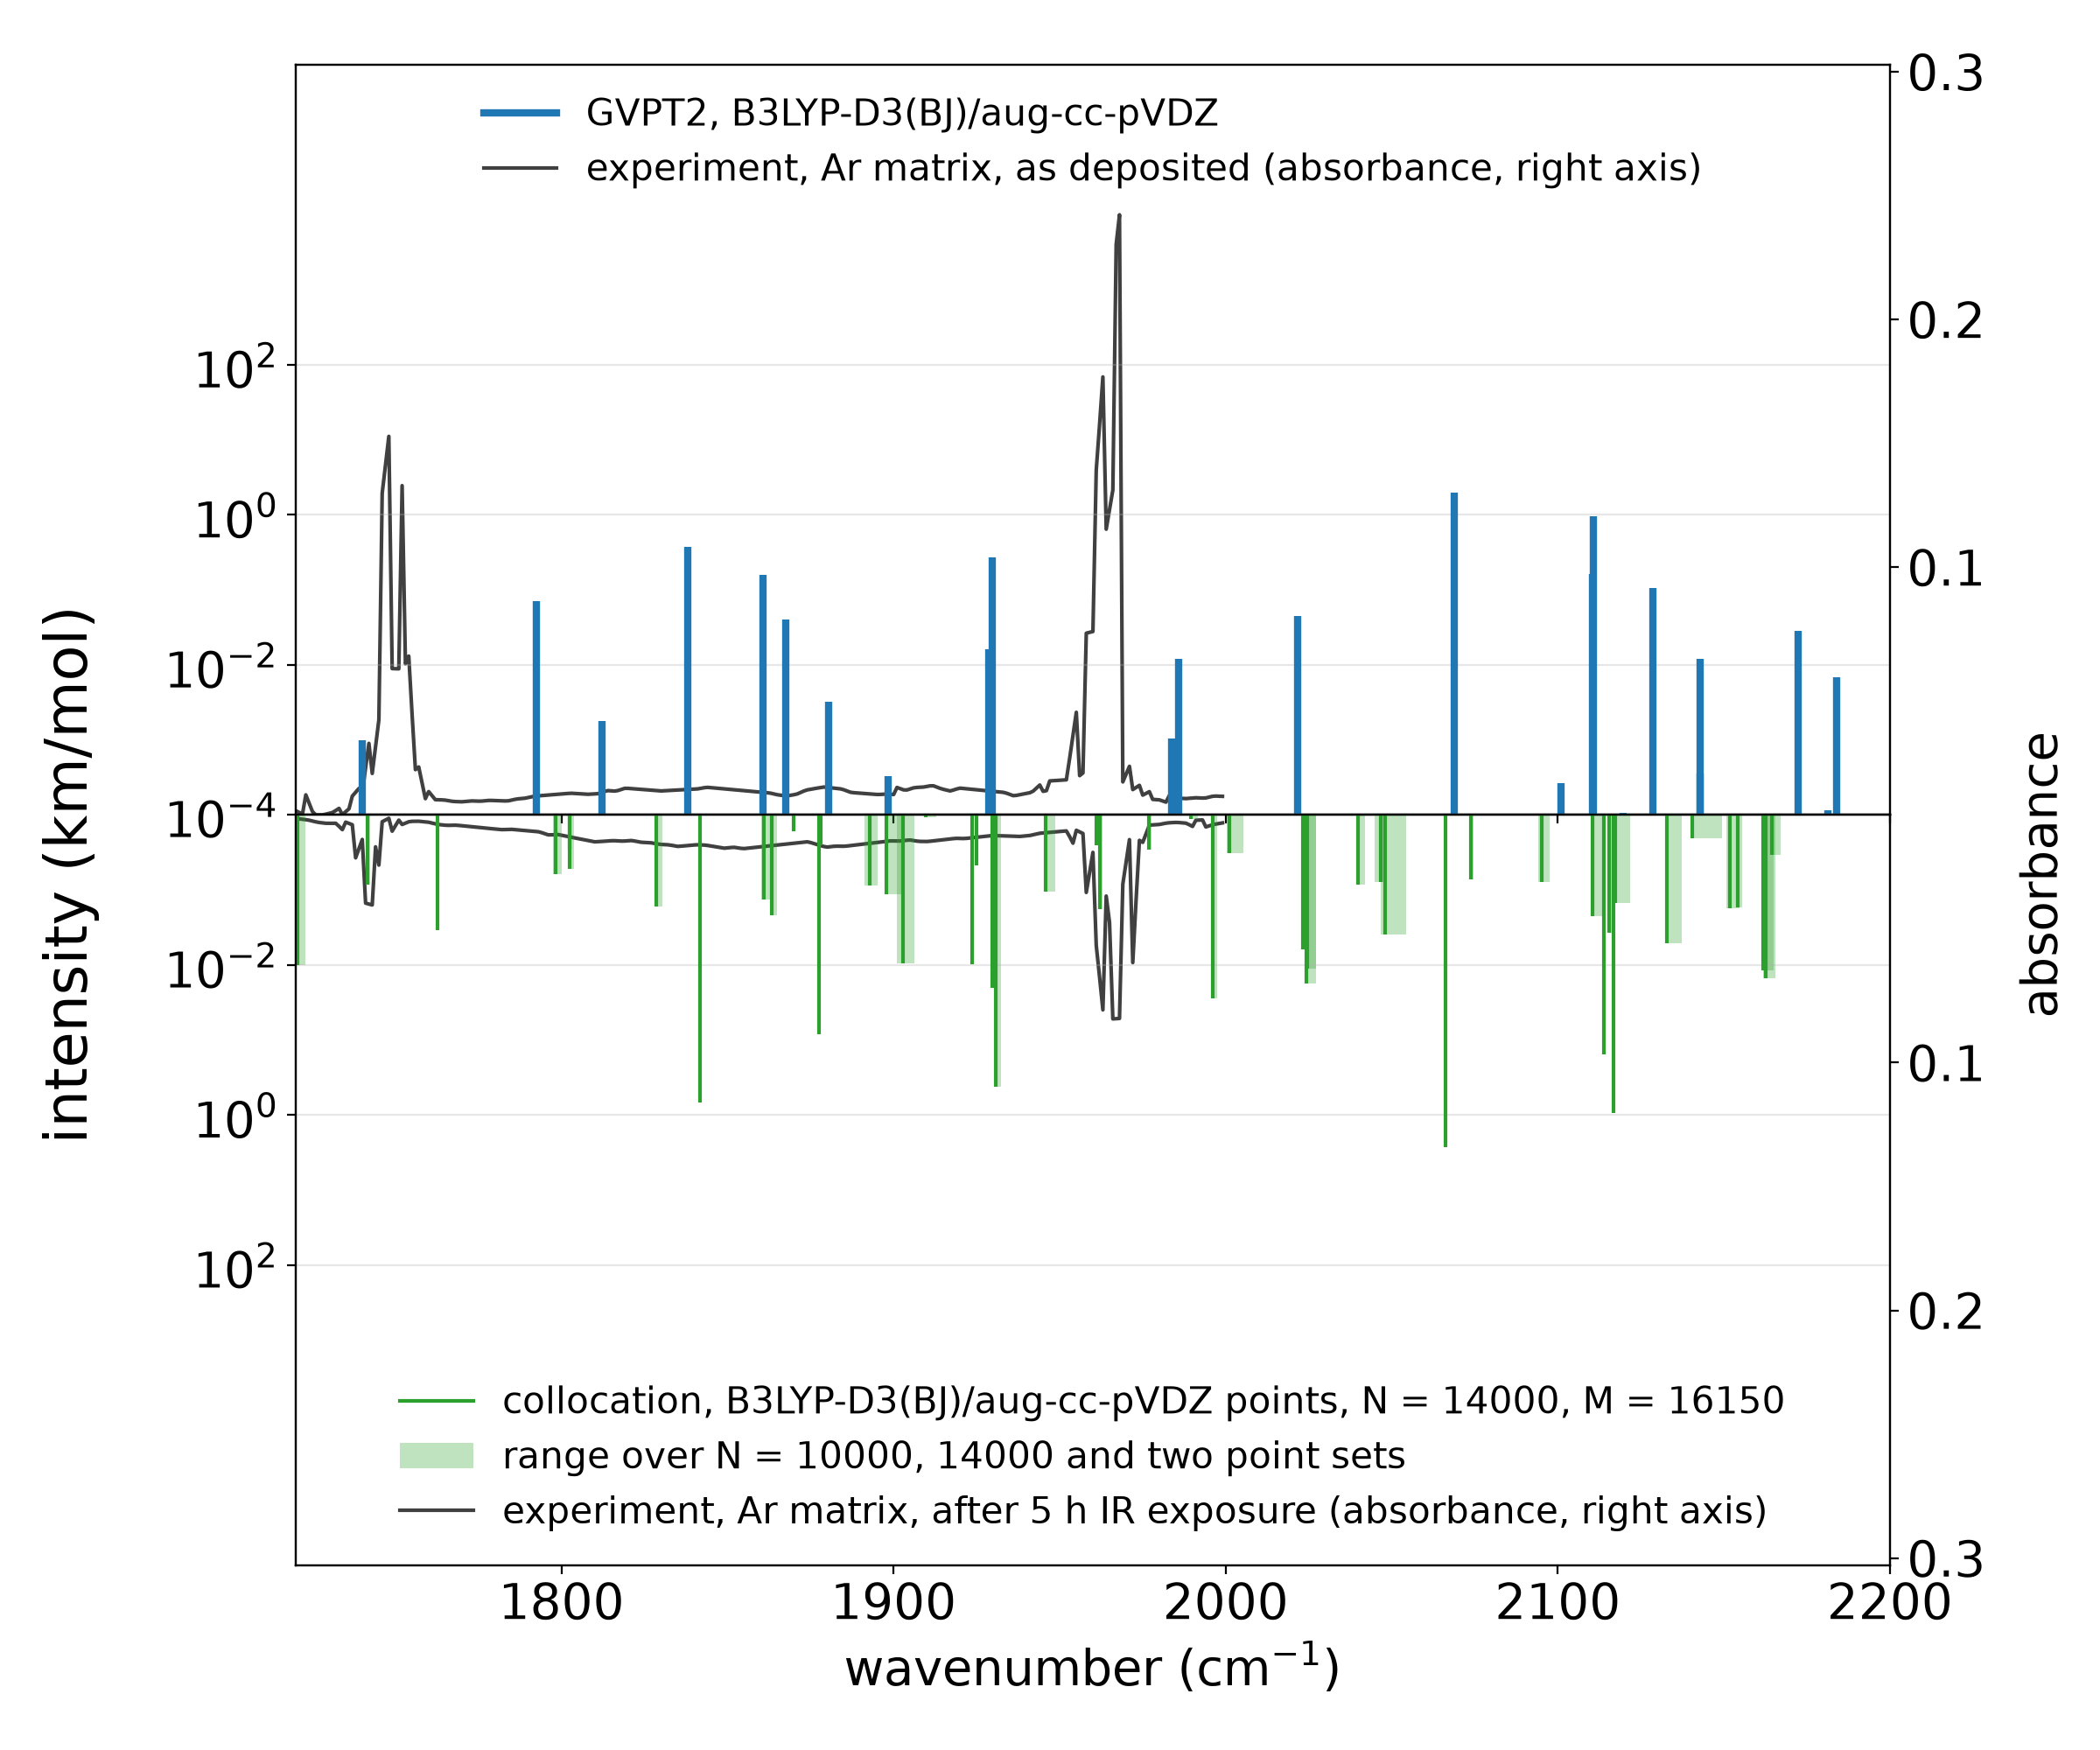 GVPT2, B3LYP-D3(BJ)/aug-cc-pVDZ
experiment, Ar matrix, as deposited (absorbance, right axis)
10²
10⁰
10⁻²
10⁻⁴
10⁻²
10⁰
10²
intensity (km/mol)
0.3
0.2
0.1
0.1
0.2
0.3
absorbance
collocation, B3LYP-D3(BJ)/aug-cc-pVDZ points, N = 14000, M = 16150
range over N = 10000, 14000 and two point sets
experiment, Ar matrix, after 5 h IR exposure (absorbance, right axis)
1800 1900 2000 2100 2200
wavenumber (cm⁻¹)